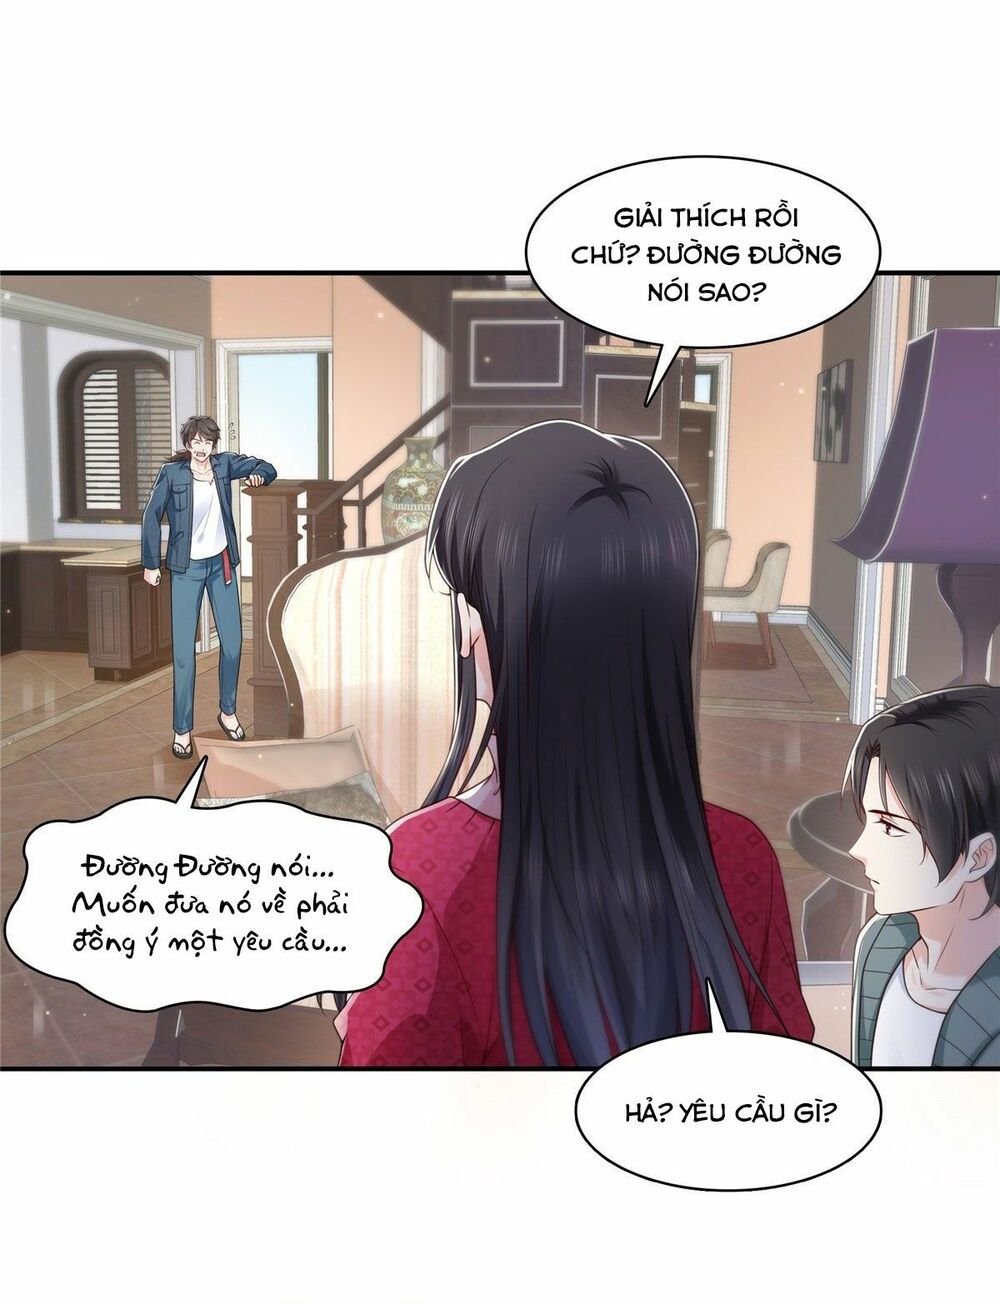 GIẢI THÍCH RỒI
CHỨ? ĐƯỜNG ĐƯỜNG
NÓI SAO?
Đường Đường nói...
Muốn đưa nó về phải
đồng ý một yêu cầu...
HẢ? YÊU CẦU GÌ?